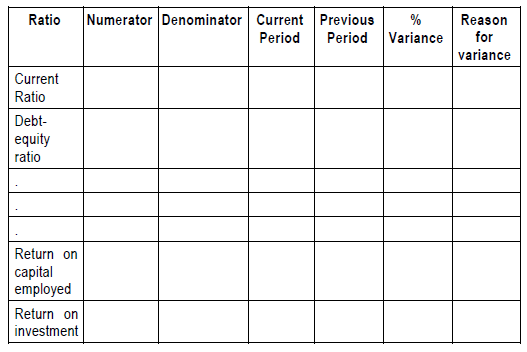 Ratio Numerator Denominator Current Period Previous Period % Variance Reason for variance
Current Ratio
Debt-equity ratio
.
.
.
Return on capital employed
Return on investment